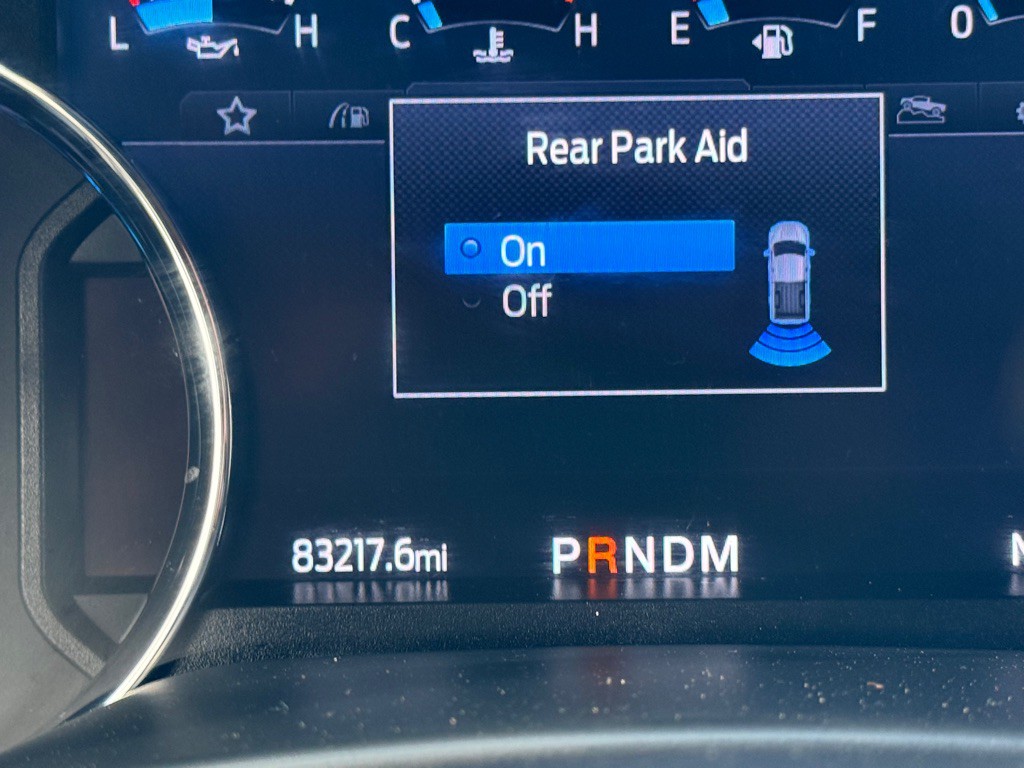 L H C H E F O
Rear Park Aid
On
Off
83217.6mi PRNDM